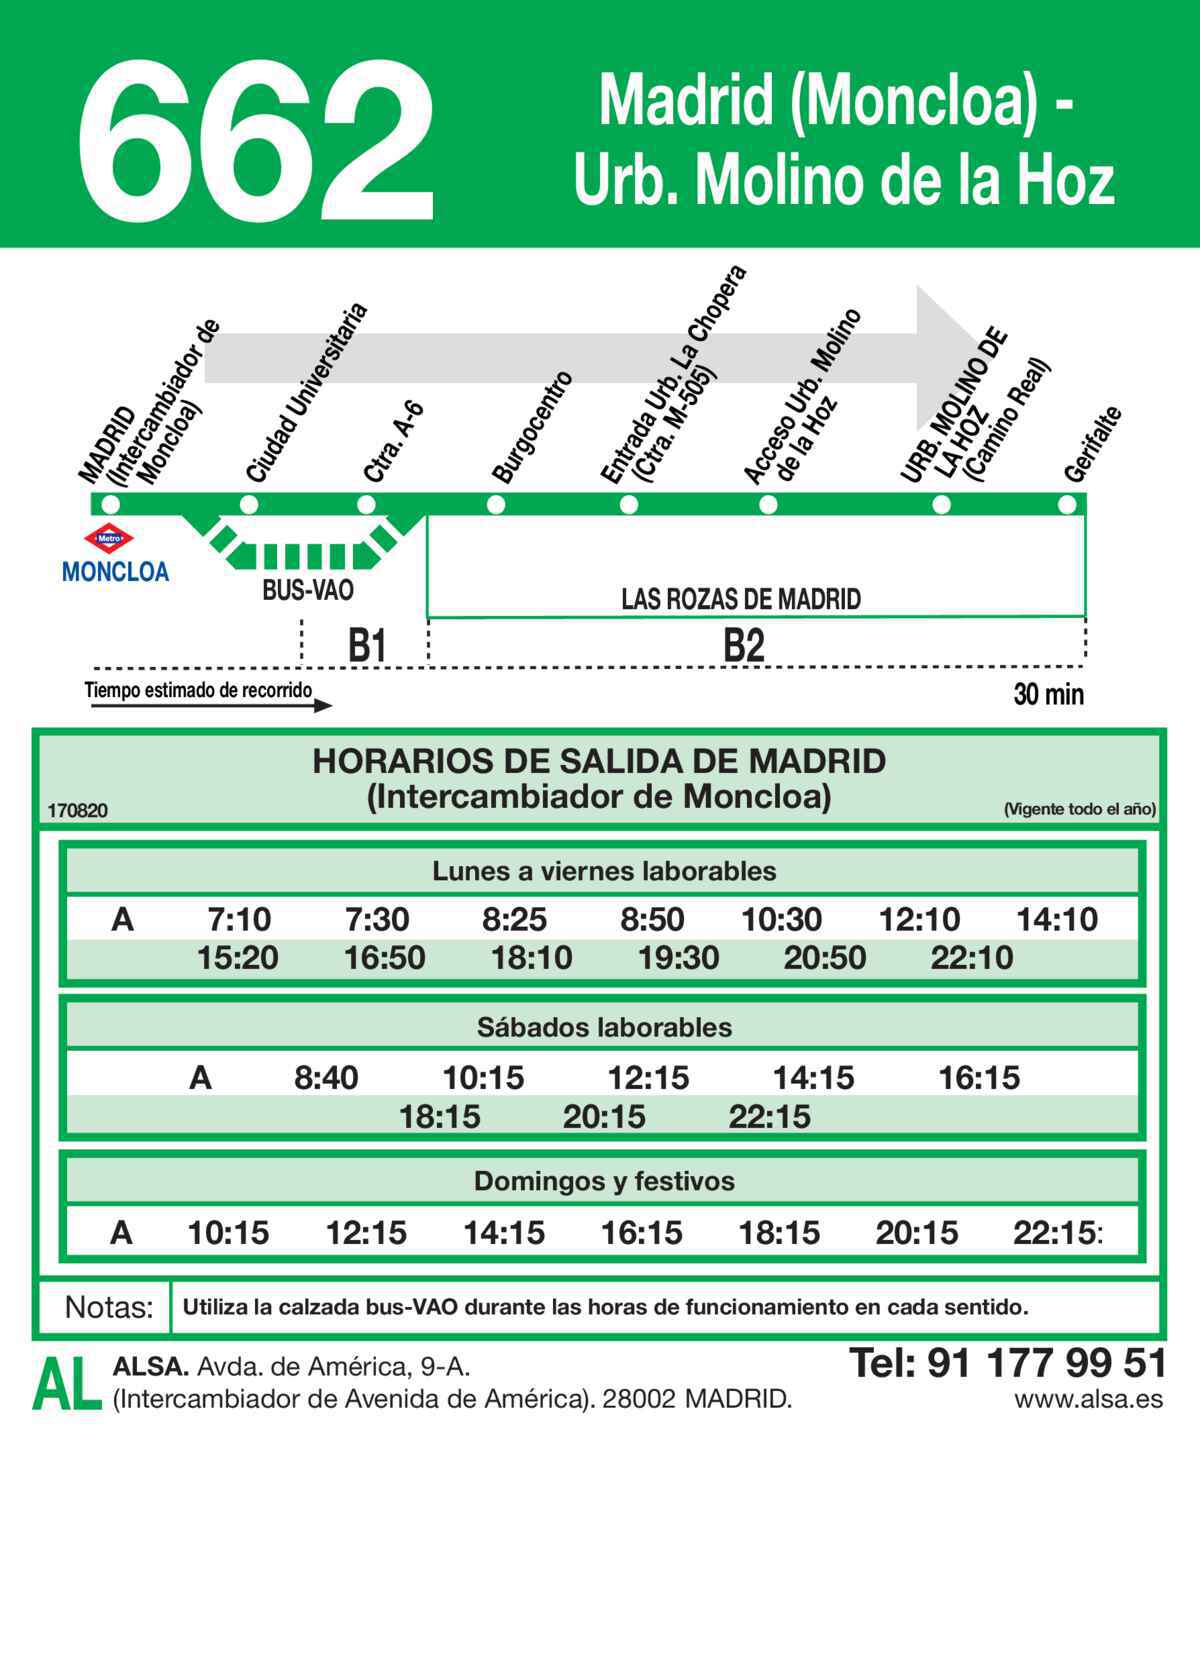 662
Madrid (Moncloa) -
Urb. Molino de la Hoz
MADRID
(Intercambiador de
Moncloa)
Ciudad Universitaria
Ctra. A-6
Burgocentro
Entrada Urb. La Chopera
(Ctra. M-505)
Acceso Urb. Molino
de la Hoz
URB. MOLINO DE
LA HOZ
(Camino Real)
Gerifalte
Metro
MONCLOA
BUS-VAO
LAS ROZAS DE MADRID
B1
B2
Tiempo estimado de recorrido
30 min
HORARIOS DE SALIDA DE MADRID
(Intercambiador de Moncloa)
170820
(Vigente todo el año)
Lunes a viernes laborables
A 7:10 7:30 8:25 8:50 10:30 12:10 14:10
15:20 16:50 18:10 19:30 20:50 22:10
Sábados laborables
A 8:40 10:15 12:15 14:15 16:15
18:15 20:15 22:15
Domingos y festivos
A 10:15 12:15 14:15 16:15 18:15 20:15 22:15:
Notas: Utiliza la calzada bus-VAO durante las horas de funcionamiento en cada sentido.
AL
ALSA. Avda. de América, 9-A.
(Intercambiador de Avenida de América). 28002 MADRID.
Tel: 91 177 99 51
www.alsa.es